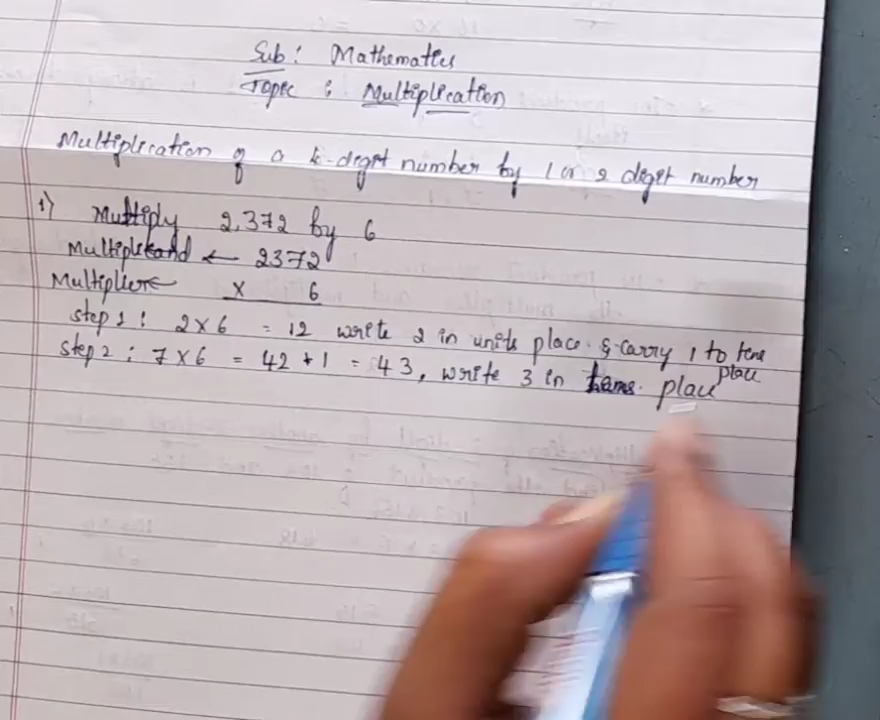 Sub: Mathematics
Topic : Multiplication
Multiplication of a 4-digit number by 1 or 2 digit number
1) Multiply 2,372 by 6
Multiplicand ← 2372
Multiplier ← x 6
step 1 : 2 x 6 = 12 write 2 in units place & carry 1 to tens place
step 2 : 7 x 6 = 42 + 1 = 43, write 3 in tens place